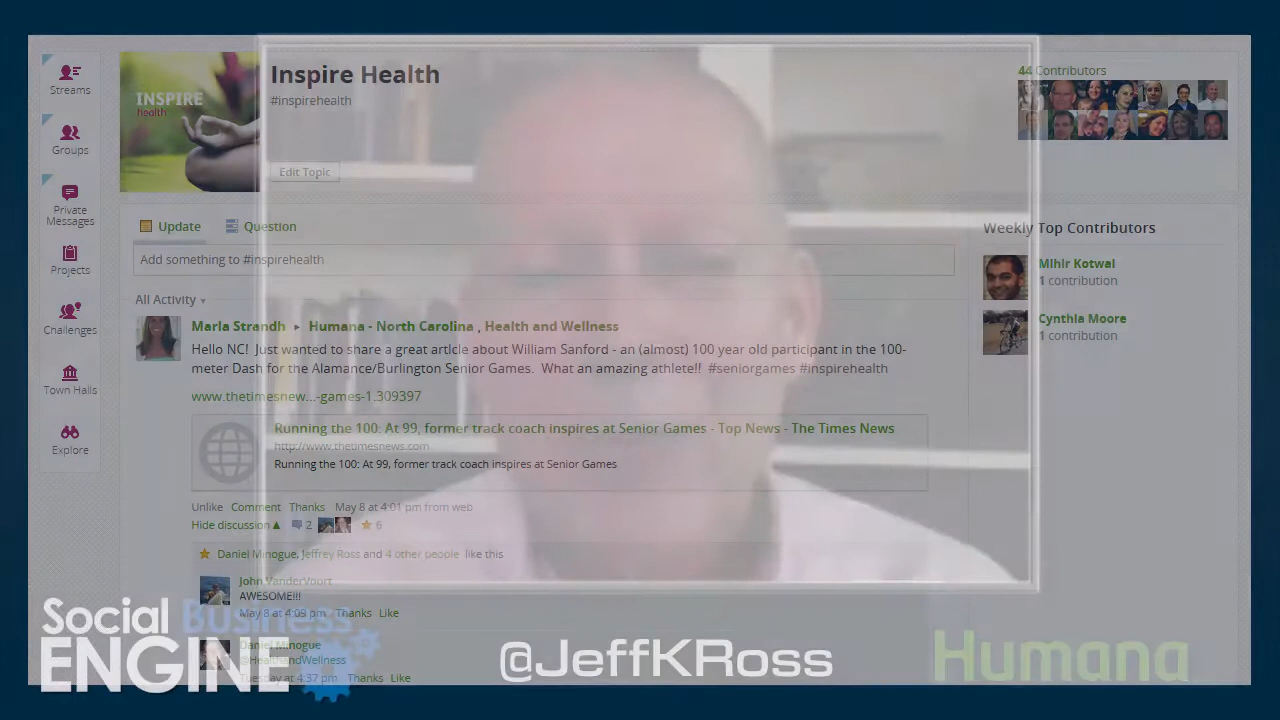 Streams
Groups
Private
Messages
Projects
Challenges
Town Halls
Explore
INSPIRE
health
Inspire Health
#inspirehealth
Edit Topic
44 Contributors
Update
Question
Add something to #inspirehealth
All Activity
Marla Strandh ▸ Humana - North Carolina , Health and Wellness
Hello NC! Just wanted to share a great article about William Sanford - an (almost) 100 year old participant in the 100-
meter Dash for the Alamance/Burlington Senior Games. What an amazing athlete!! #seniorgames #inspirehealth
www.thetimesnew...-games-1.309397
Running the 100: At 99, former track coach inspires at Senior Games - Top News - The Times News
http://www.thetimesnews.com
Running the 100: At 99, former track coach inspires at Senior Games
Unlike Comment Thanks May 8 at 4:01 pm from web
Hide discussion ▲ 2 6
Daniel Minogue, Jeffrey Ross and 4 other people like this
John VanderVourt
AWESOME!!!
May 8 at 4:09 pm Thanks Like
Daniel Minogue
@HealthandWellness
Tuesday at 4:37 pm Thanks Like
Weekly Top Contributors
Mihir Kotwal
1 contribution
Cynthia Moore
1 contribution
Social Business
ENGINE
@JeffKRoss
Humana